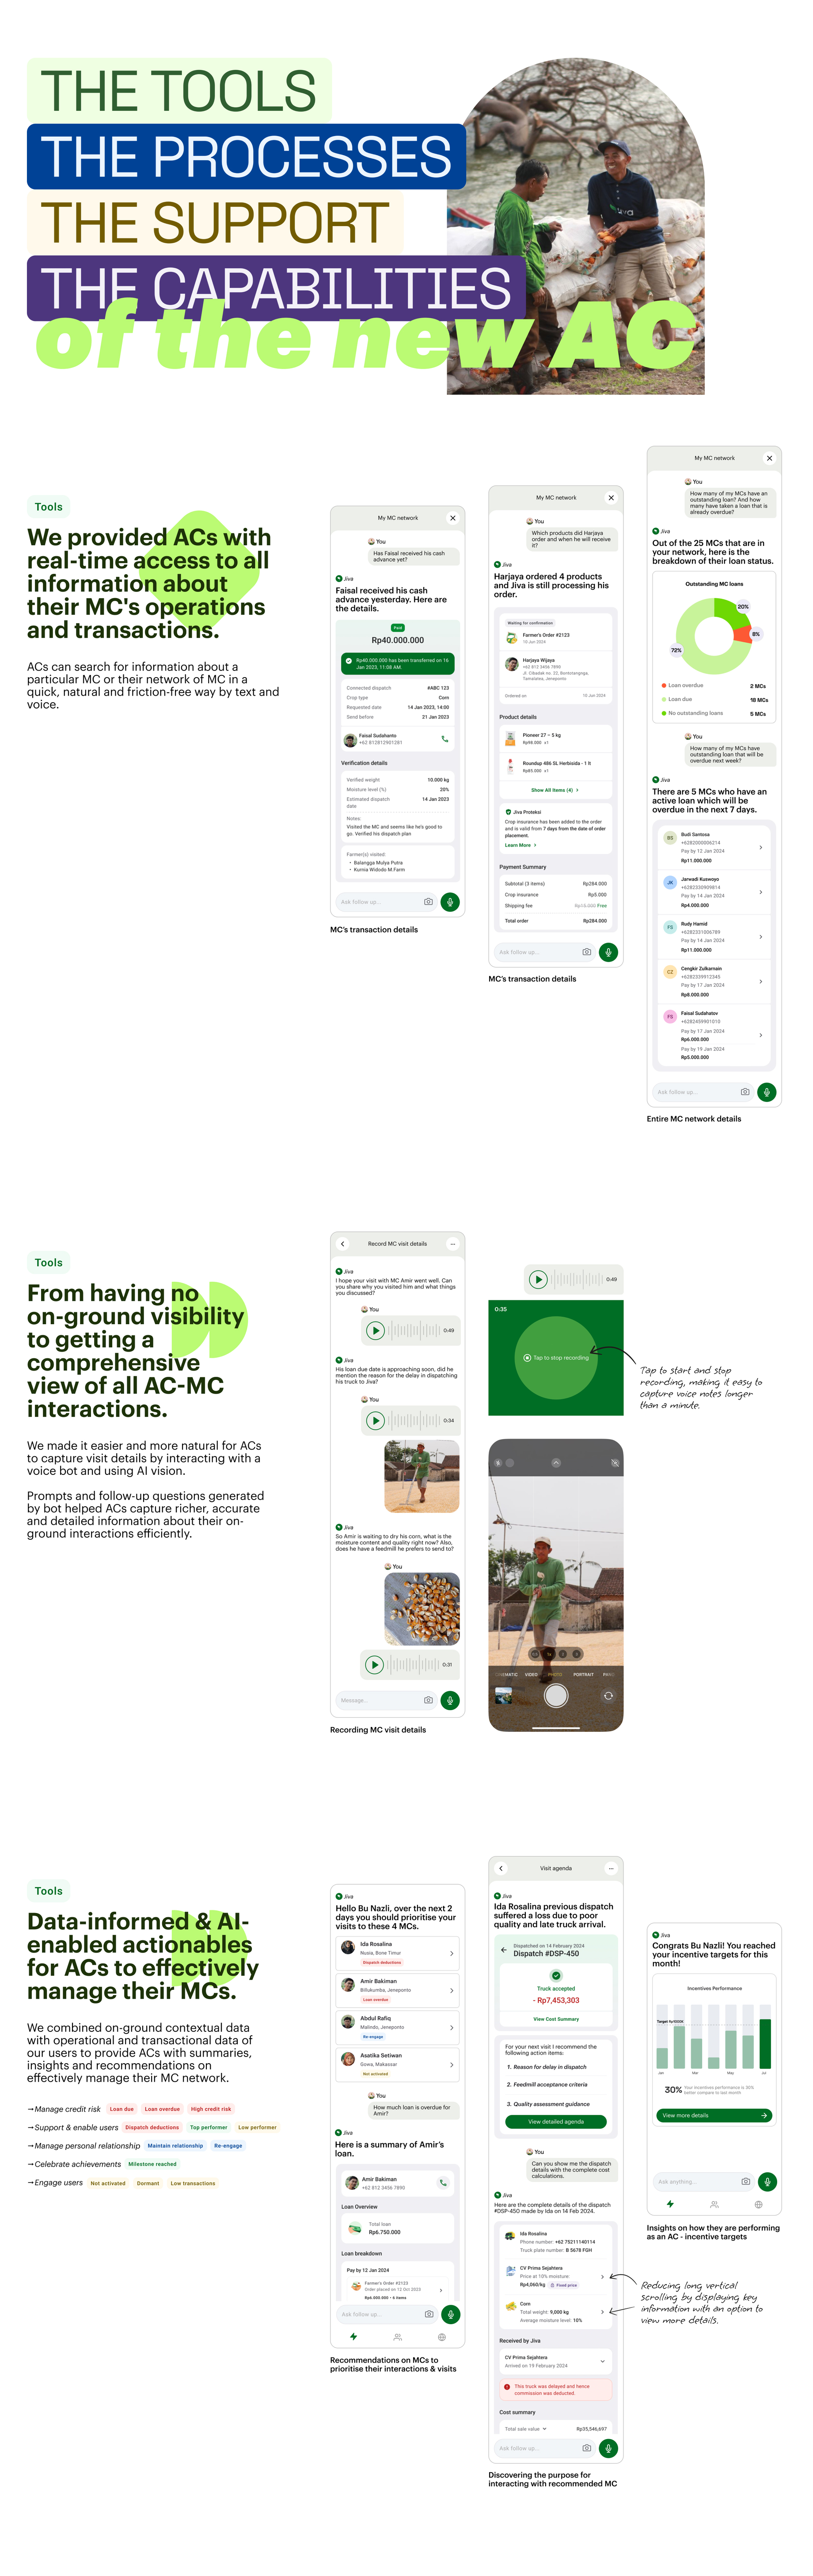 THE TOOLS
THE PROCESSES
THE SUPPORT
THE CAPABILITIES
of the new AC
Tools
We provided ACs with
real-time access to all
information about
their MC's operations
and transactions.
ACs can search for information about a
particular MC or their network of MC in a
quick, natural and friction-free way by text and
voice.
My MC network
You
Has Faisal received his cash
advance yet?
Jiva
Faisal received his cash
advance yesterday. Here are
the details.
Paid
Rp40.000.000
Rp40.000.000 has been transferred on 16
Jan 2023, 11:08 AM.
Connected dispatch #ABC 123
Crop type Corn
Requested date 14 Jan 2023, 14:00
Send before 21 Jan 2023
Faisal Sudahanto
+62 812812901281
Verification details
Verified weight 10.000 kg
Moisture level (%) 20%
Estimated dispatch 14 Jan 2023
date
Notes:
Visited the MC and seems like he's good to
go. Verified his dispatch plan
Farmer(s) visited:
• Balangga Mulya Putra
• Kurnia Widodo M.Farm
Ask follow up...
MC's transaction details
My MC network
You
Which products did Harjaya
order and when he will receive
it?
Jiva
Harjaya ordered 4 products
and Jiva is still processing his
order.
Waiting for confirmation
Farmer's Order #2123
10 Jan 2024
Harjaya Wijaya
+62 812 3456 7890
Jl. Cibadak no. 22, Bontotangnga,
Tamalatea, Jeneponto
Ordered on 10 Jan 2024
Product details
Pioneer 27 – 5 kg
Rp98.000 x1
Roundup 486 SL Herbisida - 1 lt
Rp85.000 x1
Show All Items (4) >
Jiva Proteksi
Crop insurance has been added to the order
and is valid from 7 days from the date of order
placement.
Learn More >
Payment Summary
Subtotal (3 items) Rp284.000
Crop insurance Rp5.000
Shipping fee Rp15.000 Free
Total order Rp284.000
Ask follow up...
MC's transaction details
My MC network
You
How many of my MCs have an
outstanding loan? And how
many have taken a loan that is
already overdue?
Jiva
Out of the 25 MCs that are in
your network, here is the
breakdown of their loan status.
Outstanding MC loans
20%
8%
72%
Loan overdue 2 MCs
Loan due 18 MCs
No outstanding loans 5 MCs
You
How many of my MCs have
outstanding loan that will be
overdue next week?
Jiva
There are 5 MCs who have an
active loan which will be
overdue in the next 7 days.
BS
Budi Santosa
+6282000006214
Pay by 12 Jan 2024
Rp11.000.000
JK
Jarwadi Kuswoyo
+6282330909814
Pay by 14 Jan 2024
Rp4.000.000
FS
Rudy Hamid
+6282331006789
Pay by 14 Jan 2024
Rp11.000.000
CZ
Cengkir Zulkarnain
+6282339912345
Pay by 17 Jan 2024
Rp8.000.000
FS
Faisal Sudahatov
+6282459901010
Pay by 17 Jan 2024
Rp6.000.000
Pay by 19 Jan 2024
Rp5.000.000
Ask follow up...
Entire MC network details
Tools
From having no
on-ground visibility
to getting a
comprehensive
view of all AC-MC
interactions.
We made it easier and more natural for ACs
to capture visit details by interacting with a
voice bot and using AI vision.
Prompts and follow-up questions generated
by bot helped ACs capture richer, accurate
and detailed information about their on-
ground interactions efficiently.
Record MC visit details
Jiva
I hope your visit with MC Amir went well. Can
you share why you visited him and what things
you discussed?
You
0:49
Jiva
His loan due date is approaching soon, did he
mention the reason for the delay in dispatching
his truck to Jiva?
You
0:34
Jiva
So Amir is waiting to dry his corn, what is the
moisture content and quality right now? Also,
does he have a feedmill he prefers to send to?
You
0:31
Message...
Recording MC visit details
0:49
0:35
Tap to stop recording
Tap to start and stop
recording, making it easy to
capture voice notes longer
than a minute.
VIDEO PHOTO PORTRAIT
Tools
Data-informed & AI-
enabled actionables
for ACs to effectively
manage their MCs.
We combined on-ground contextual data
with operational and transactional data of
our users to provide ACs with summaries,
insights and recommendations on
effectively manage their MC network.
→Manage credit risk Loan due Loan overdue High credit risk
→Support & enable users Dispatch deductions Top performer Low performer
→Manage personal relationship Maintain relationship Re-engage
→Celebrate achievements Milestone reached
→Engage users Not activated Dormant Low transactions
Jiva
Hello Bu Nazli, over the next 2
days you should prioritise your
visits to these 4 MCs.
Ida Rosalina
Nusia, Bone Timur
Dispatch deductions
Amir Bakiman
Billukumba, Jeneponto
Loan overdue
Abdul Rafiq
Malindo, Jeneponto
Re-engage
Asatika Setiwan
Gowa, Makassar
Not activated
You
How much loan is overdue for
Amir?
Jiva
Here is a summary of Amir's
loan.
Amir Bakiman
+62 812 3456 7890
Loan Overview
Total loan
Rp6.750.000
Loan breakdown
Pay by 12 Jan 2024
Farmer's Order #2123
Order placed on 12 Oct 2023
Rp6.000.000 • 6 items
Ask follow up...
Recommendations on MCs to
prioritise their interactions & visits
Visit agenda
Jiva
Ida Rosalina previous dispatch
suffered a loss due to poor
quality and late truck arrival.
Dispatched on 14 February 2024
Dispatch #DSP-450
Truck accepted
- Rp7,453,303
View Cost Summary
For your next visit I recommend the
following action items:
1. Reason for delay in dispatch
2. Feedmill acceptance criteria
3. Quality assessment guidance
View detailed agenda
You
Can you show me the dispatch
details with the complete cost
calculations.
Jiva
Here are the complete details of the dispatch
#DSP-450 made by Ida on 14 Feb 2024.
Ida Rosalina
Phone number: +62 75211140114
Truck plate number: B 5678 FGH
CV Prima Sejahtera
Price at 10% moisture:
Rp4,060/kg Fixed price
Corn
Total weight: 9,000 kg
Average moisture level: 10%
Received by Jiva
CV Prima Sejahtera
Arrived on 19 February 2024
This truck was delayed and hence
commission was deducted.
Cost summary
Total sale value Rp35,546,697
Ask follow up...
Discovering the purpose for
interacting with recommended MC
Jiva
Congrats Bu Nazli! You reached
your incentive targets for this
month!
Incentives Performance
Jan Mar May Jul
30% Your incentives performance is 30%
better compare to last month
View more details
Ask anything...
Insights on how they are performing
as an AC - incentive targets
Reducing long vertical
scrolling by displaying key
information with an option to
view more details.